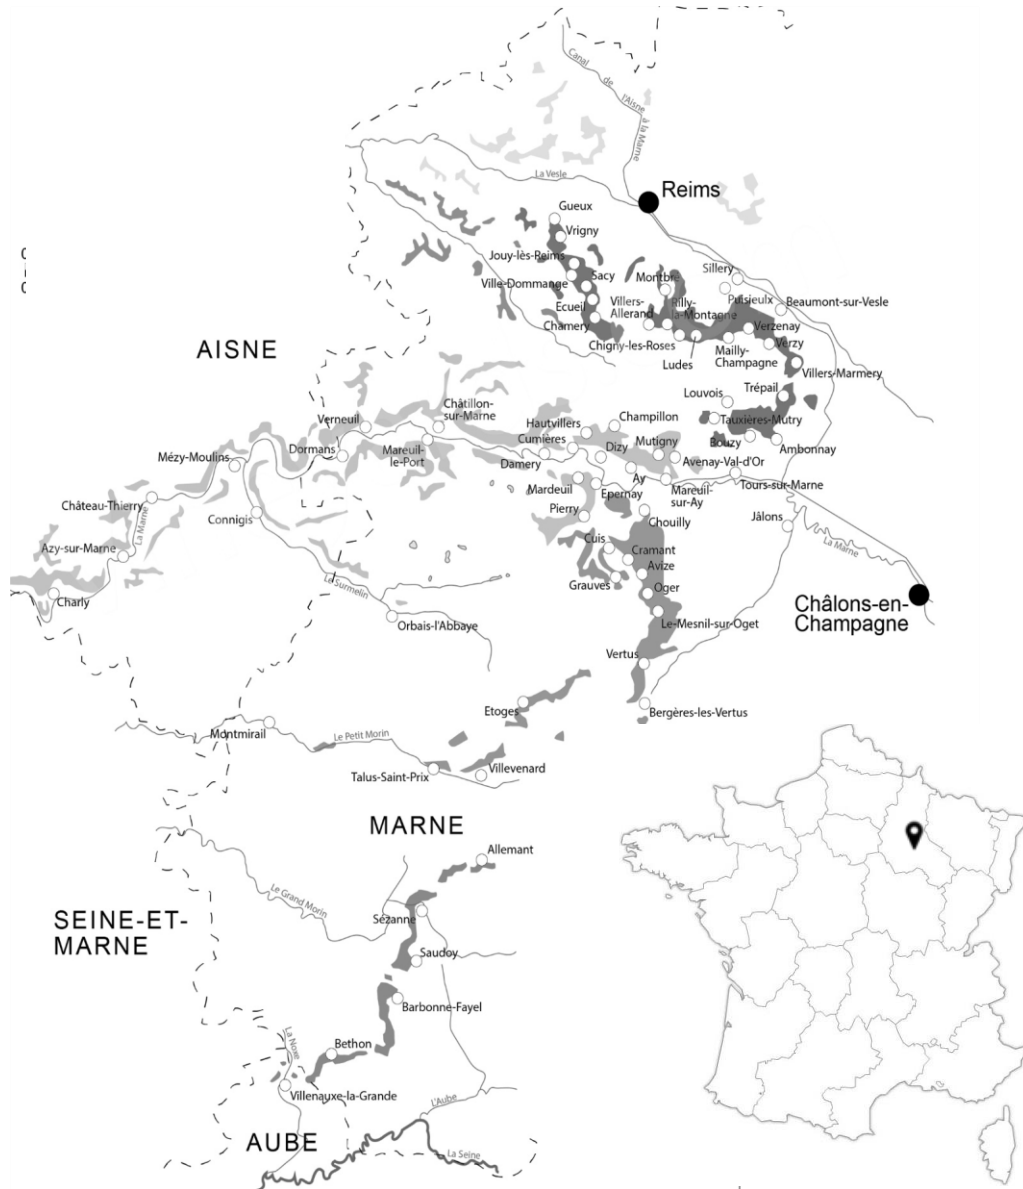 Canal de l'Aisne à la Marne
La Vesle
Reims
Gueux
Vrigny
Jouy-lès-Reims
Sacy
Ville-Dommange
Ecueil
Chamery
Villers-
Allerand
Montbré
Rilly-
la-Montagne
Sillery
Puisieulx
Beaumont-sur-Vesle
Chigny-les-Roses
Ludes
Mailly-
Champagne
Verzenay
Verzy
Villers-Marmery
Trépail
Louvois
Tauxières-Mutry
Bouzy
Ambonnay
AISNE
Verneuil
Châtillon-
sur-Marne
Dormans
Mareuil-
le-Port
Hautvillers
Champillon
Cumières
Dizy
Mutigny
Damery
Avenay-Val-d'Or
Ay
Mareuil-
sur-Ay
Tours-sur-Marne
Mardeuil
Epernay
Pierry
Chouilly
Jâlons
La Marne
Mézy-Moulins
Château-Thierry
La Marne
Connigis
Azy-sur-Marne
Charly
Le Surmelin
Orbais-l'Abbaye
Cuis
Cramant
Avize
Grauves
Oger
Le-Mesnil-sur-Oget
Châlons-en-
Champagne
Vertus
Bergères-les-Vertus
Etoges
Montmirail
Le Petit Morin
Talus-Saint-Prix
Villevenard
MARNE
Allemant
Le Grand Morin
Sézanne
SEINE-ET-
MARNE
Saudoy
Barbonne-Fayel
La Noxe
Bethon
Villenauxe-la-Grande
L'Aube
AUBE
La Seine